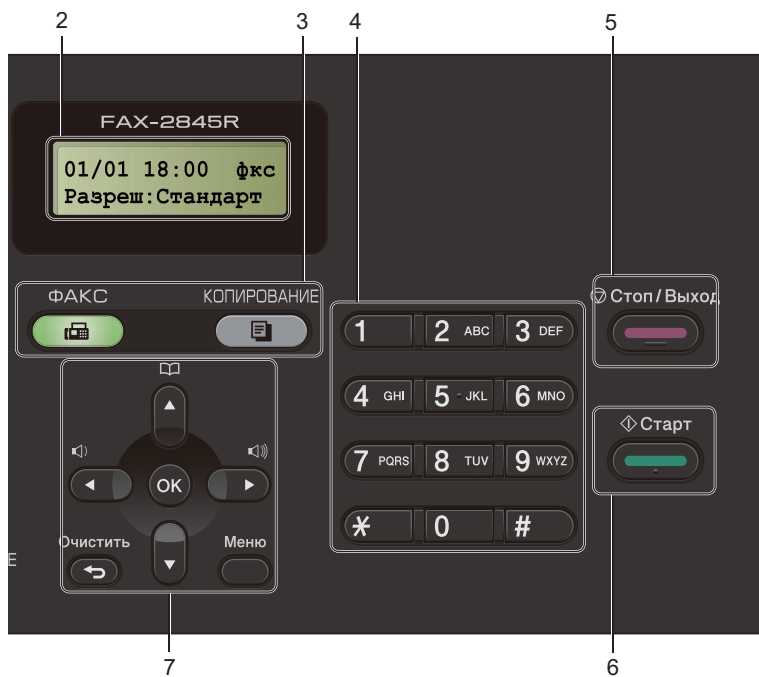 2 3 4 5
FAX-2845R
01/01 18:00 фкс
Разреш:Стандарт
ФАКС КОПИРОВАНИЕ
Стоп/Выход
1 2 ABC 3 DEF
4 GHI 5 JKL 6 MNO
Старт
7 PQRS 8 TUV 9 WXYZ
OK
* 0 #
Очистить Меню
Е
7 6